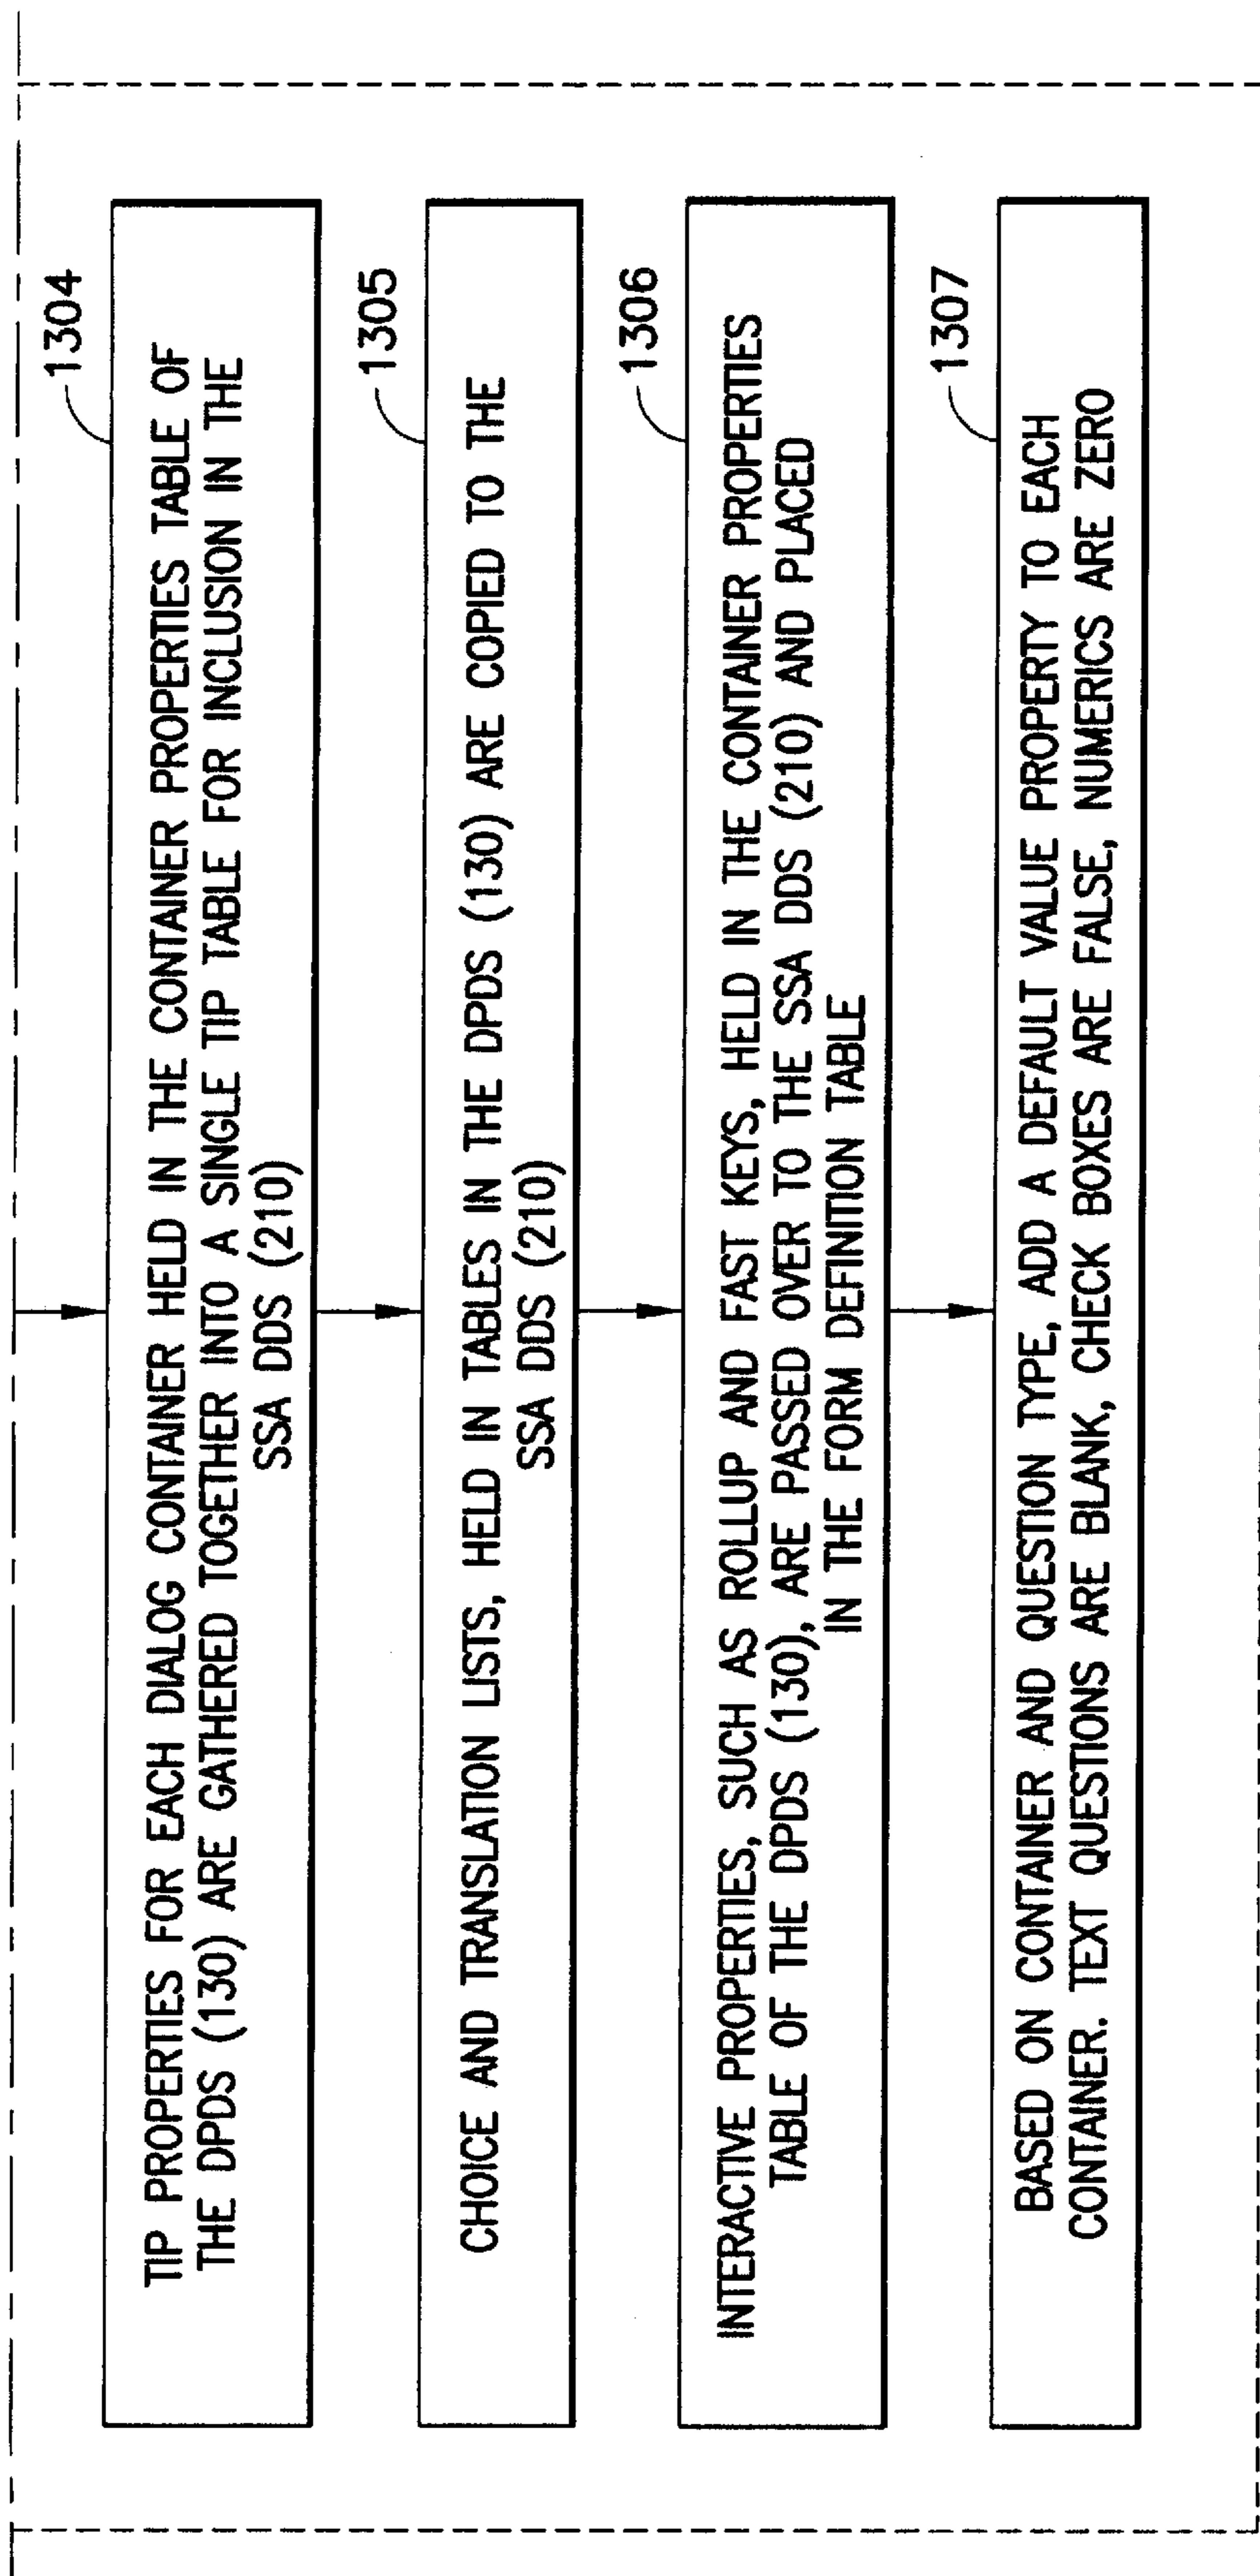 1304
TIP PROPERTIES FOR EACH DIALOG CONTAINER HELD IN THE CONTAINER PROPERTIES TABLE OF
THE DPDS (130) ARE GATHERED TOGETHER INTO A SINGLE TIP TABLE FOR INCLUSION IN THE
SSA DDS (210)
1305
CHOICE AND TRANSLATION LISTS, HELD IN TABLES IN THE DPDS (130) ARE COPIED TO THE
SSA DDS (210)
1306
INTERACTIVE PROPERTIES, SUCH AS ROLLUP AND FAST KEYS, HELD IN THE CONTAINER PROPERTIES
TABLE OF THE DPDS (130), ARE PASSED OVER TO THE SSA DDS (210) AND PLACED
IN THE FORM DEFINITION TABLE
1307
BASED ON CONTAINER AND QUESTION TYPE, ADD A DEFAULT VALUE PROPERTY TO EACH
CONTAINER. TEXT QUESTIONS ARE BLANK, CHECK BOXES ARE FALSE, NUMERICS ARE ZERO